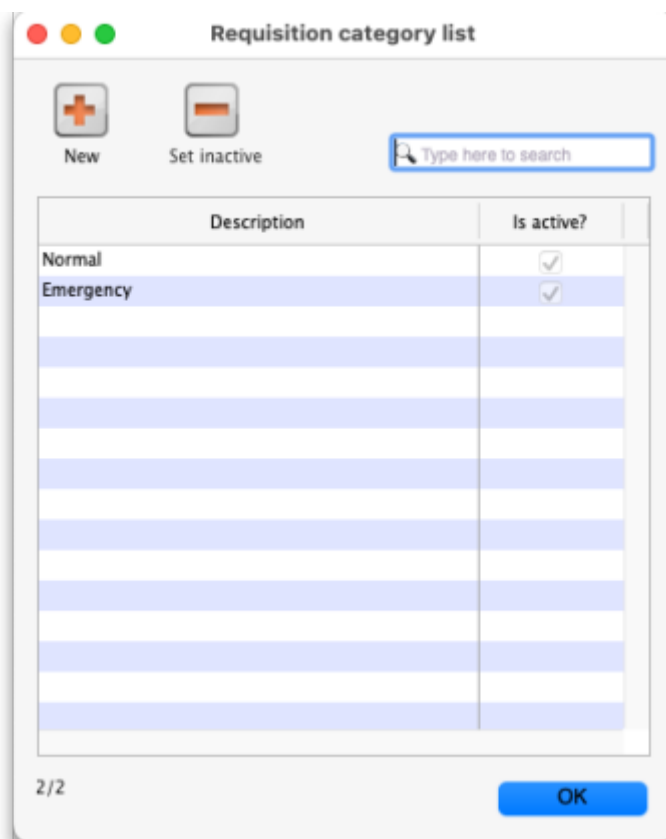 Requisition category list
New Set inactive
Type here to search
Description Is active?
Normal
Emergency
2/2
OK